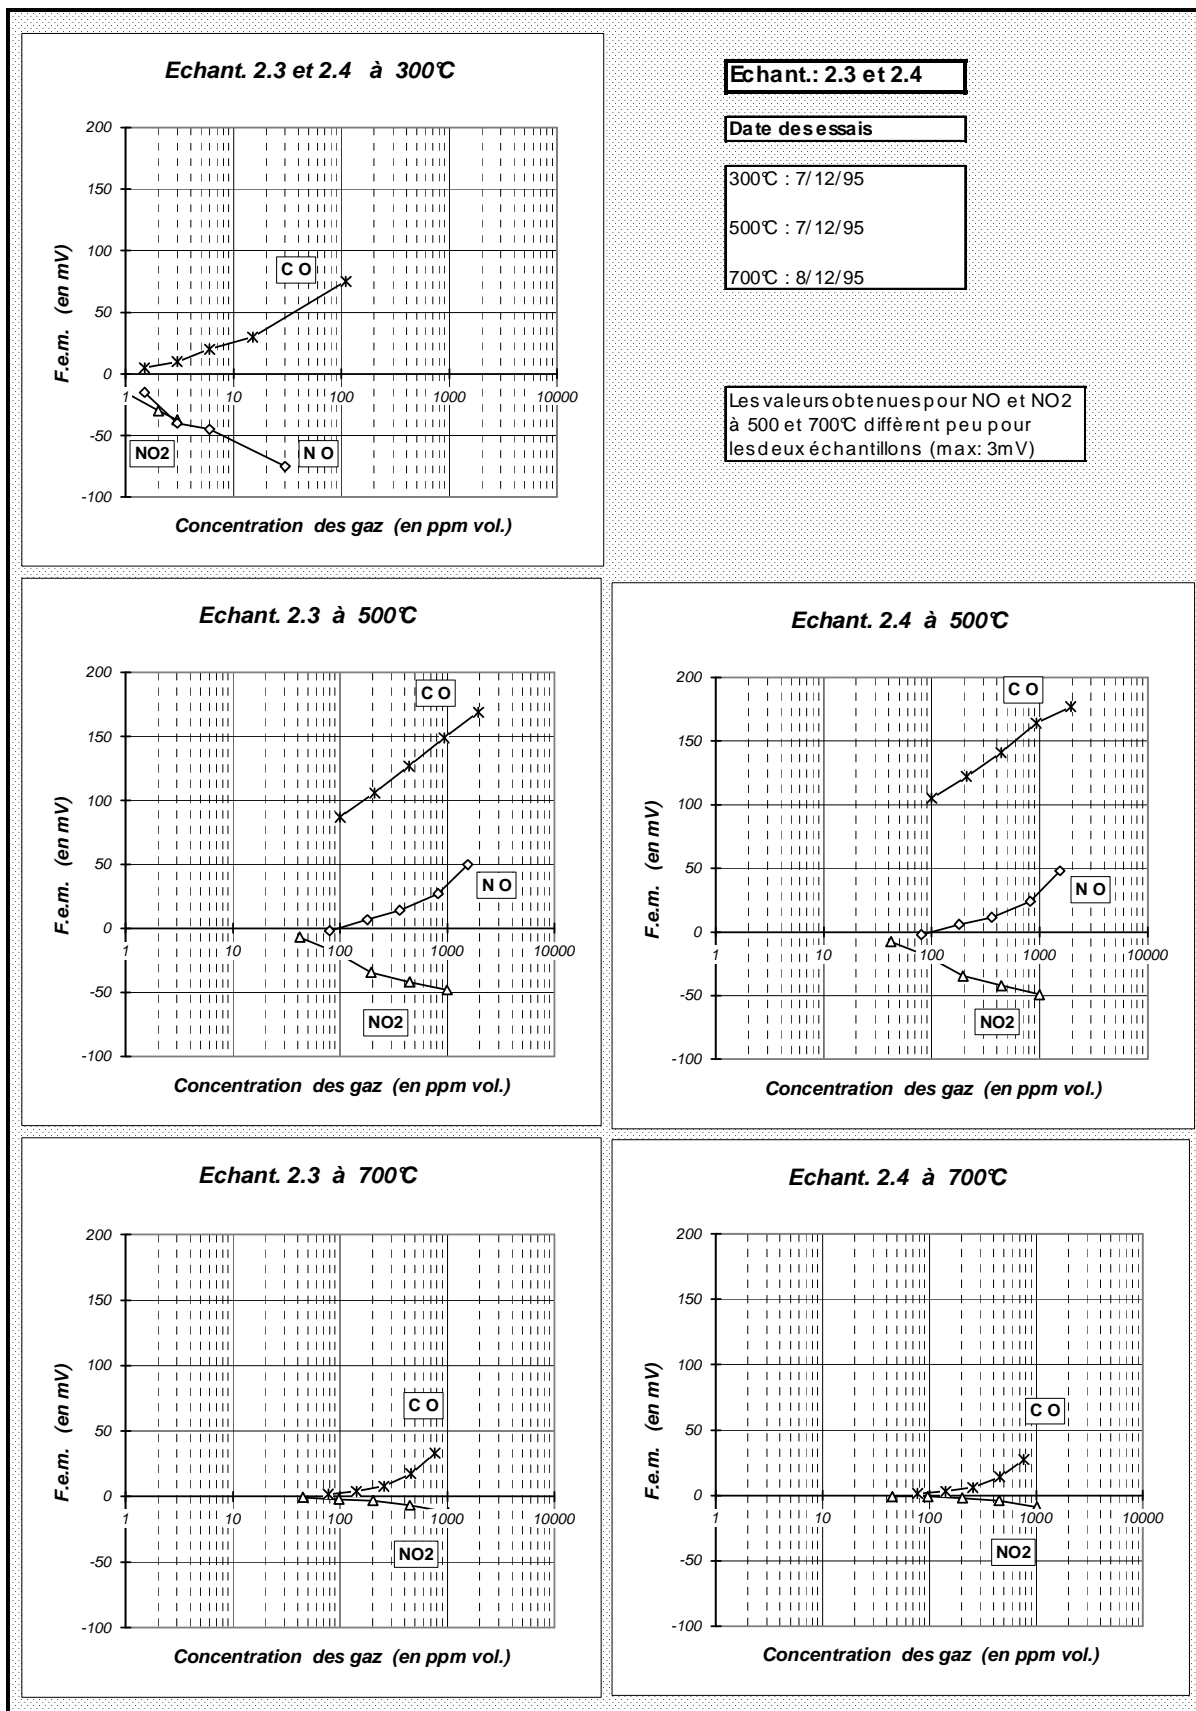 Echant. 2.3 et 2.4 à 300°C
200
150
100
50
0
-50
-100
1
10
100
1000
10000
F.e.m. (en mV)
C O
NO2
N O
Concentration des gaz (en ppm vol.)
Echant.: 2.3 et 2.4
Date des essais
300°C : 7/12/95
500°C : 7/12/95
700°C : 8/12/95
Les valeurs obtenues pour NO et NO2
à 500 et 700°C diffèrent peu pour
les deux échantillons (max: 3mV)
Echant. 2.3 à 500°C
200
150
100
50
0
-50
-100
1
10
100
1000
10000
F.e.m. (en mV)
C O
N O
NO2
Concentration des gaz (en ppm vol.)
Echant. 2.4 à 500°C
200
150
100
50
0
-50
-100
1
10
100
1000
10000
F.e.m. (en mV)
C O
N O
NO2
Concentration des gaz (en ppm vol.)
Echant. 2.3 à 700°C
200
150
100
50
0
-50
-100
1
10
100
1000
10000
F.e.m. (en mV)
C O
NO2
Concentration des gaz (en ppm vol.)
Echant. 2.4 à 700°C
200
150
100
50
0
-50
-100
1
10
100
1000
10000
F.e.m. (en mV)
C O
NO2
Concentration des gaz (en ppm vol.)